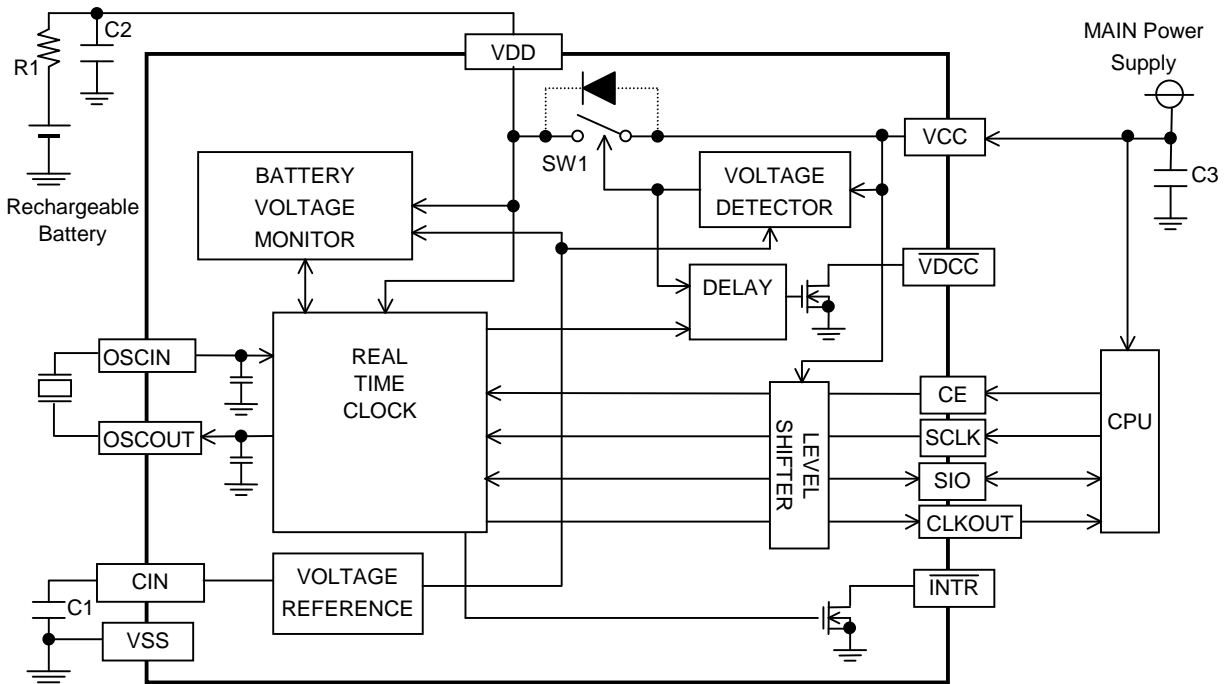 C2
R1
Rechargeable
Battery
VDD
MAIN Power
Supply
VCC
C3
SW1
BATTERY
VOLTAGE
MONITOR
VOLTAGE
DETECTOR
VDCC
DELAY
OSCIN
OSCOUT
REAL
TIME
CLOCK
LEVEL
SHIFTER
CE
SCLK
SIO
CLKOUT
CPU
CIN
C1
VSS
VOLTAGE
REFERENCE
INTR